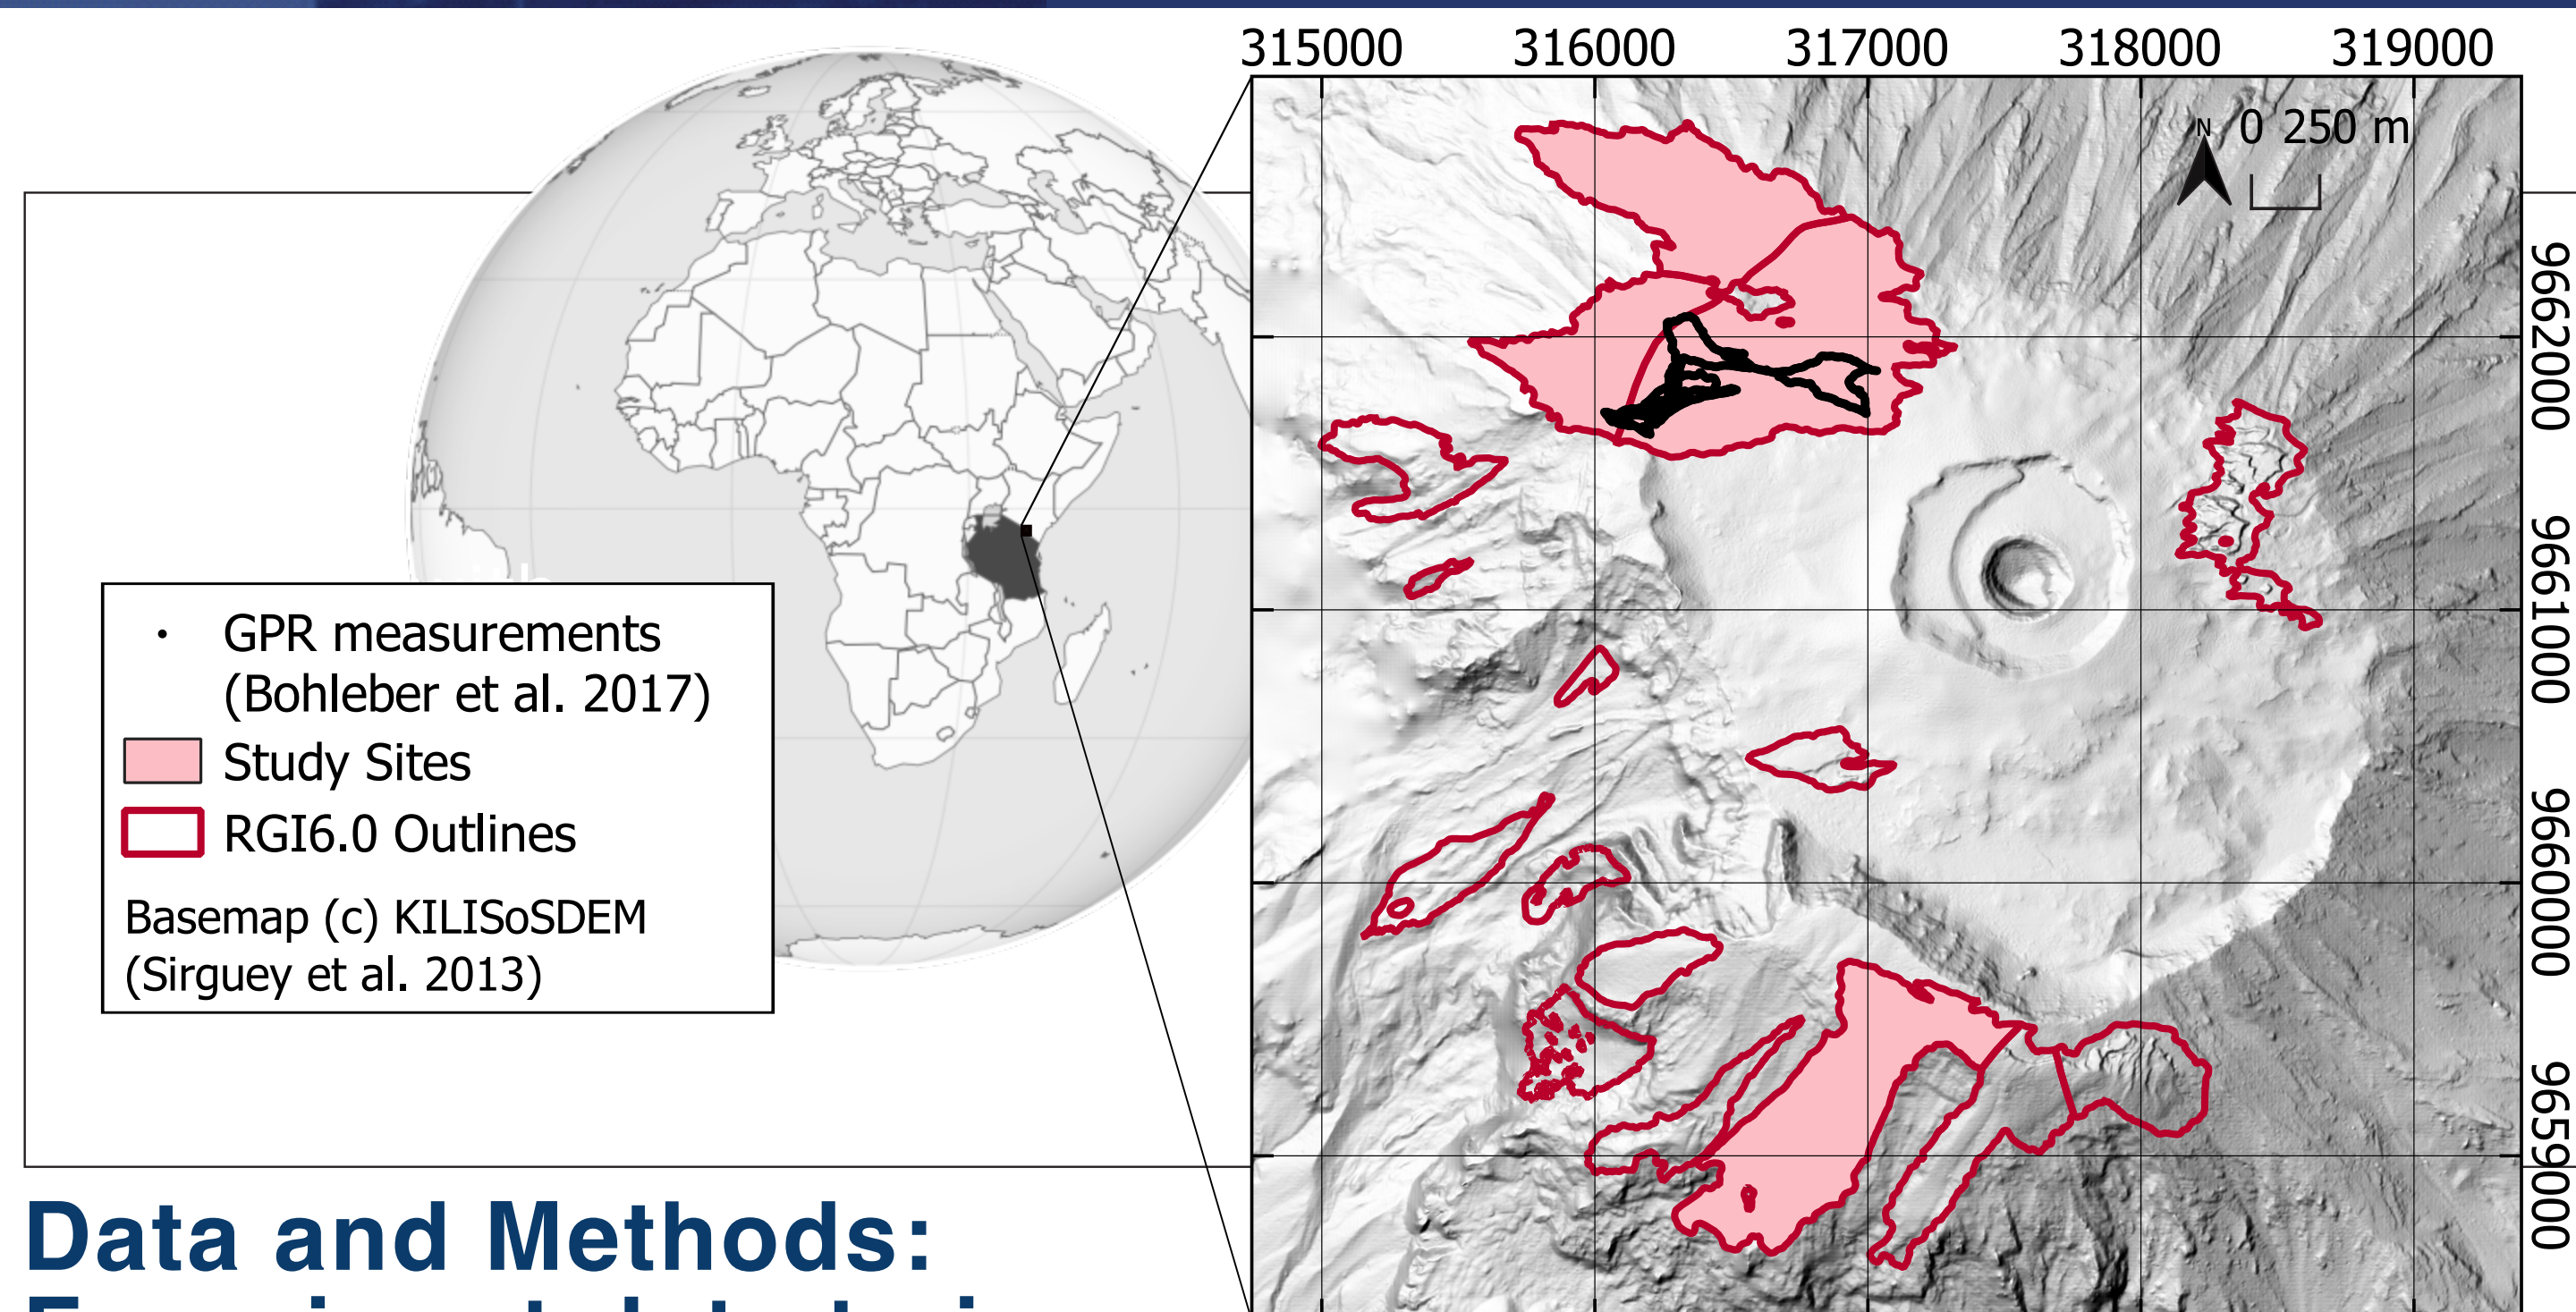 315000 316000 317000 318000 319000
N 0 250 m
9662000
9661000
9660000
9659000
GPR measurements
(Bohleber et al. 2017)
Study Sites
RGI6.0 Outlines
Basemap (c) KILISoSDEM
(Sirguey et al. 2013)
Data and Methods: